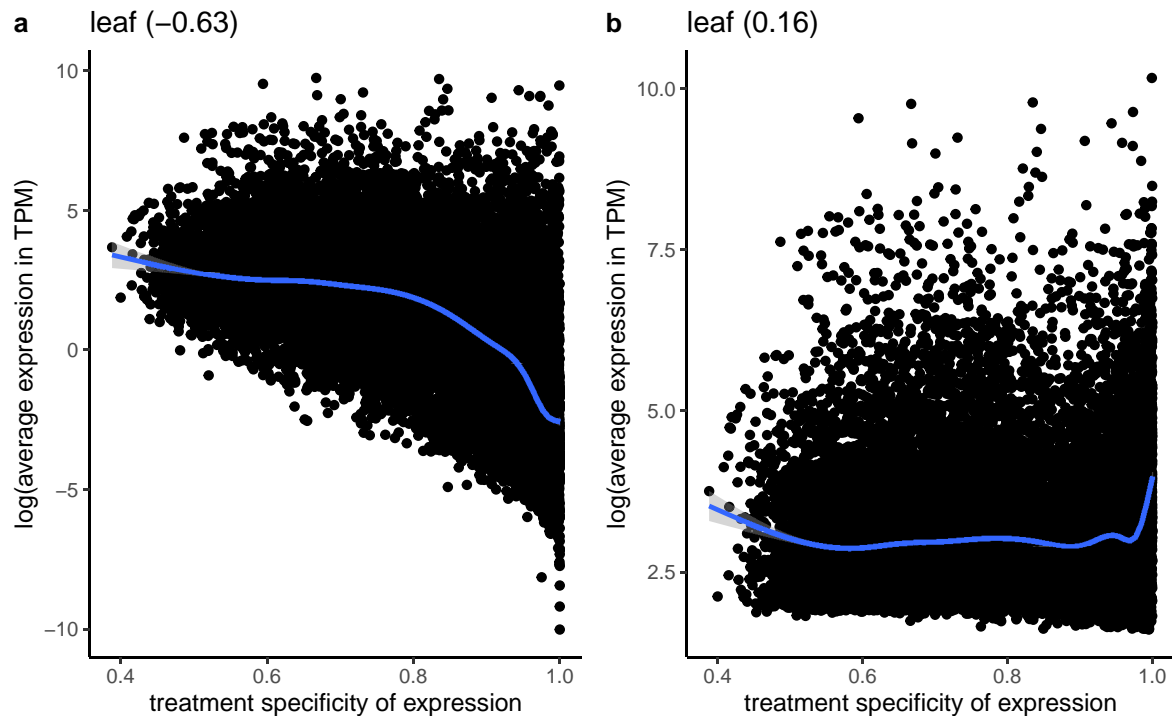 a
leaf (−0.63)
log(average expression in TPM)
10
5
0
−5
−10
0.4
0.6
0.8
1.0
treatment specificity of expression
b
leaf (0.16)
log(average expression in TPM)
10.0
7.5
5.0
2.5
0.4
0.6
0.8
1.0
treatment specificity of expression